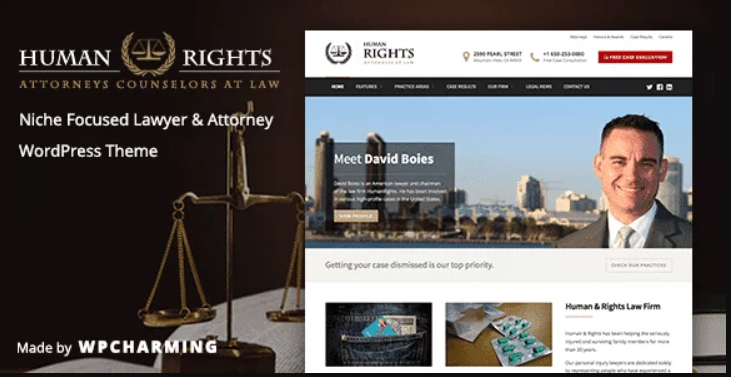 HUMAN RIGHTS
ATTORNEYS COUNSELORS AT LAW
Niche Focused Lawyer & Attorney
WordPress Theme
Made by WPCHARMING
Attorneys Honors & Awards Case Results Careers
HUMAN
RIGHTS
ATTORNEYS AT LAW
2590 PEARL STREET
Mountain View, CA 94043
+1 650-253-0000
Free Case Consultation
FREE CASE EVALUATION
HOME FEATURES PRACTICE AREAS CASE RESULTS OUR FIRM LEGAL NEWS CONTACT US
Meet David Boies
David Boies is an American lawyer and chairman
of the law firm HumanRights. He has been involved
in various high-profile cases in the United States.
VIEW PROFILE
Getting your case dismissed is our top priority.
CHECK OUR PRACTICES
Human & Rights Law Firm
Human & Rights has been helping the seriously
injured and surviving family members for more
than 20 years.
Our personal injury lawyers are dedicated solely
to representing people who have experienced a